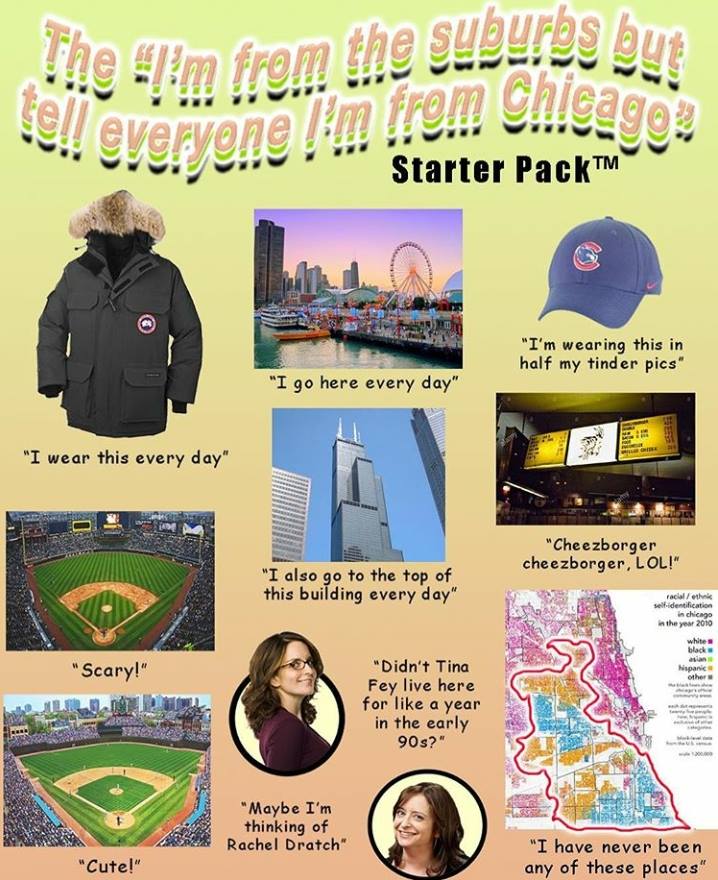 The "I'm from the suburbs but
tell everyone I'm from Chicago"
Starter Pack™
"I go here every day"
C
"I'm wearing this in
half my tinder pics"
"I wear this every day"
"Cheezborger
cheezborger, LOL!"
"I also go to the top of
this building every day"
racial / ethnic
self-identification
in chicago
in the year 2010
white
black
asian
hispanic
other
"Scary!"
"Didn't Tina
Fey live here
for like a year
in the early
90s?"
"Maybe I'm
thinking of
Rachel Dratch"
"Cute!"
"I have never been
any of these places"